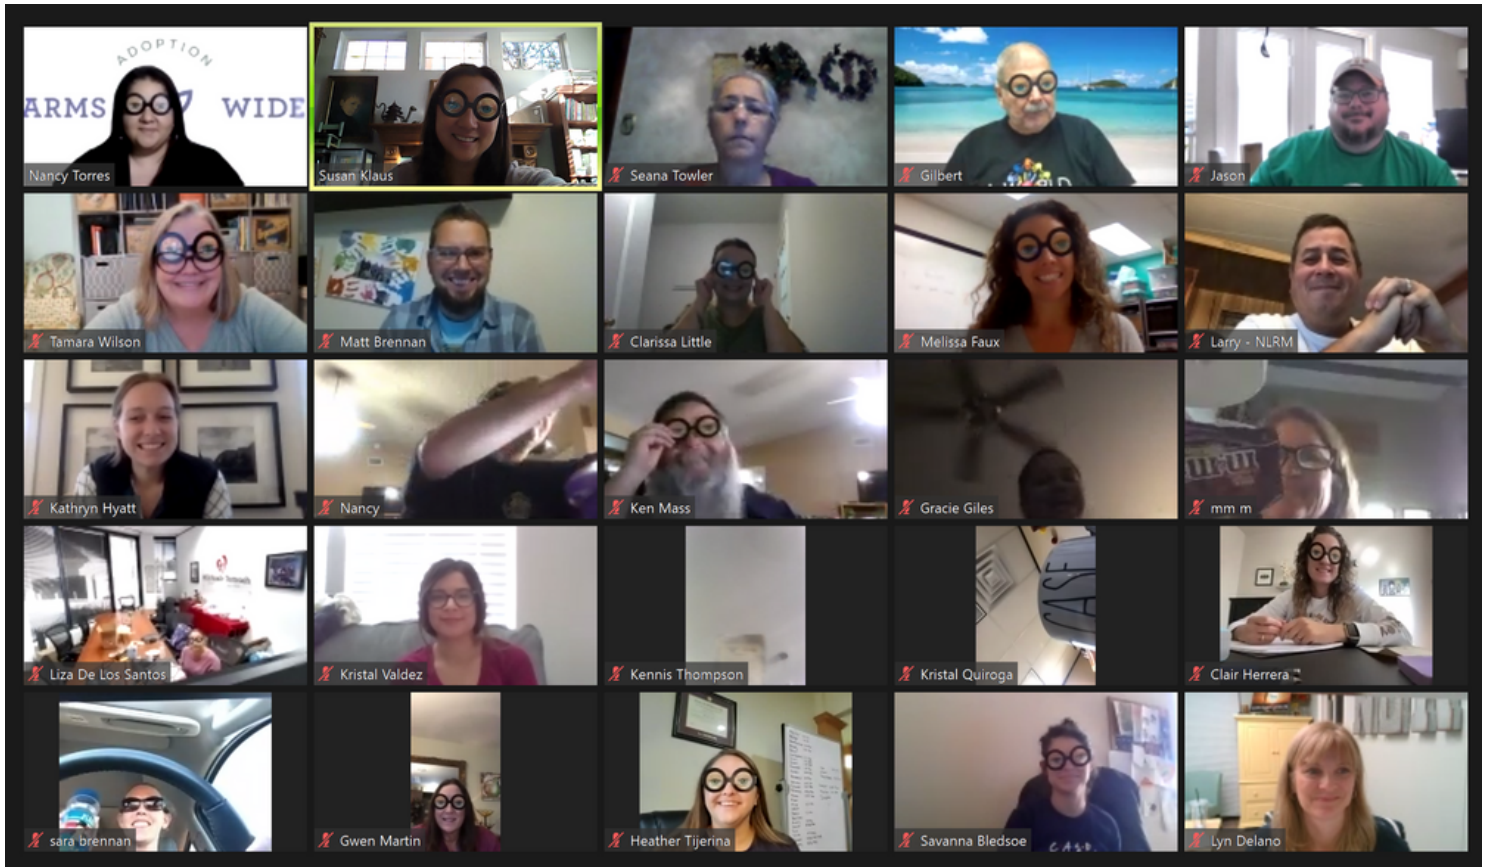 ADOPTION
ARMS WIDE
Nancy Torres
Susan Klaus
Seana Towler
Gilbert
Jason
Tamara Wilson
Matt Brennan
Clarissa Little
Melissa Faux
Larry - NLRM
Kathryn Hyatt
Nancy
Ken Mass
Gracie Giles
mm m
Liza De Los Santos
Kristal Valdez
Kennis Thompson
Kristal Quiroga
Clair Herrera
sara brennan
Gwen Martin
Heather Tijerina
Savanna Bledsoe
Lyn Delano